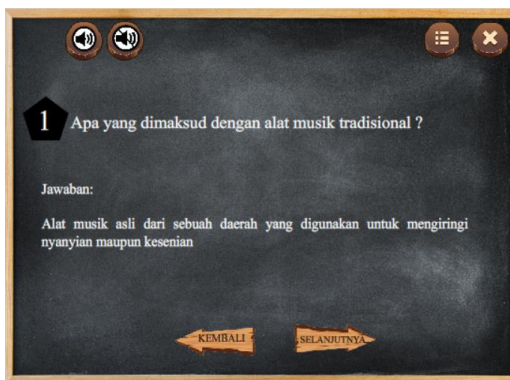 1 Apa yang dimaksud dengan alat musik tradisional ?
Jawaban:
Alat musik asli dari sebuah daerah yang digunakan untuk mengiringi
nyanyian maupun kesenian
KEMBALI
SELANJUTNYA